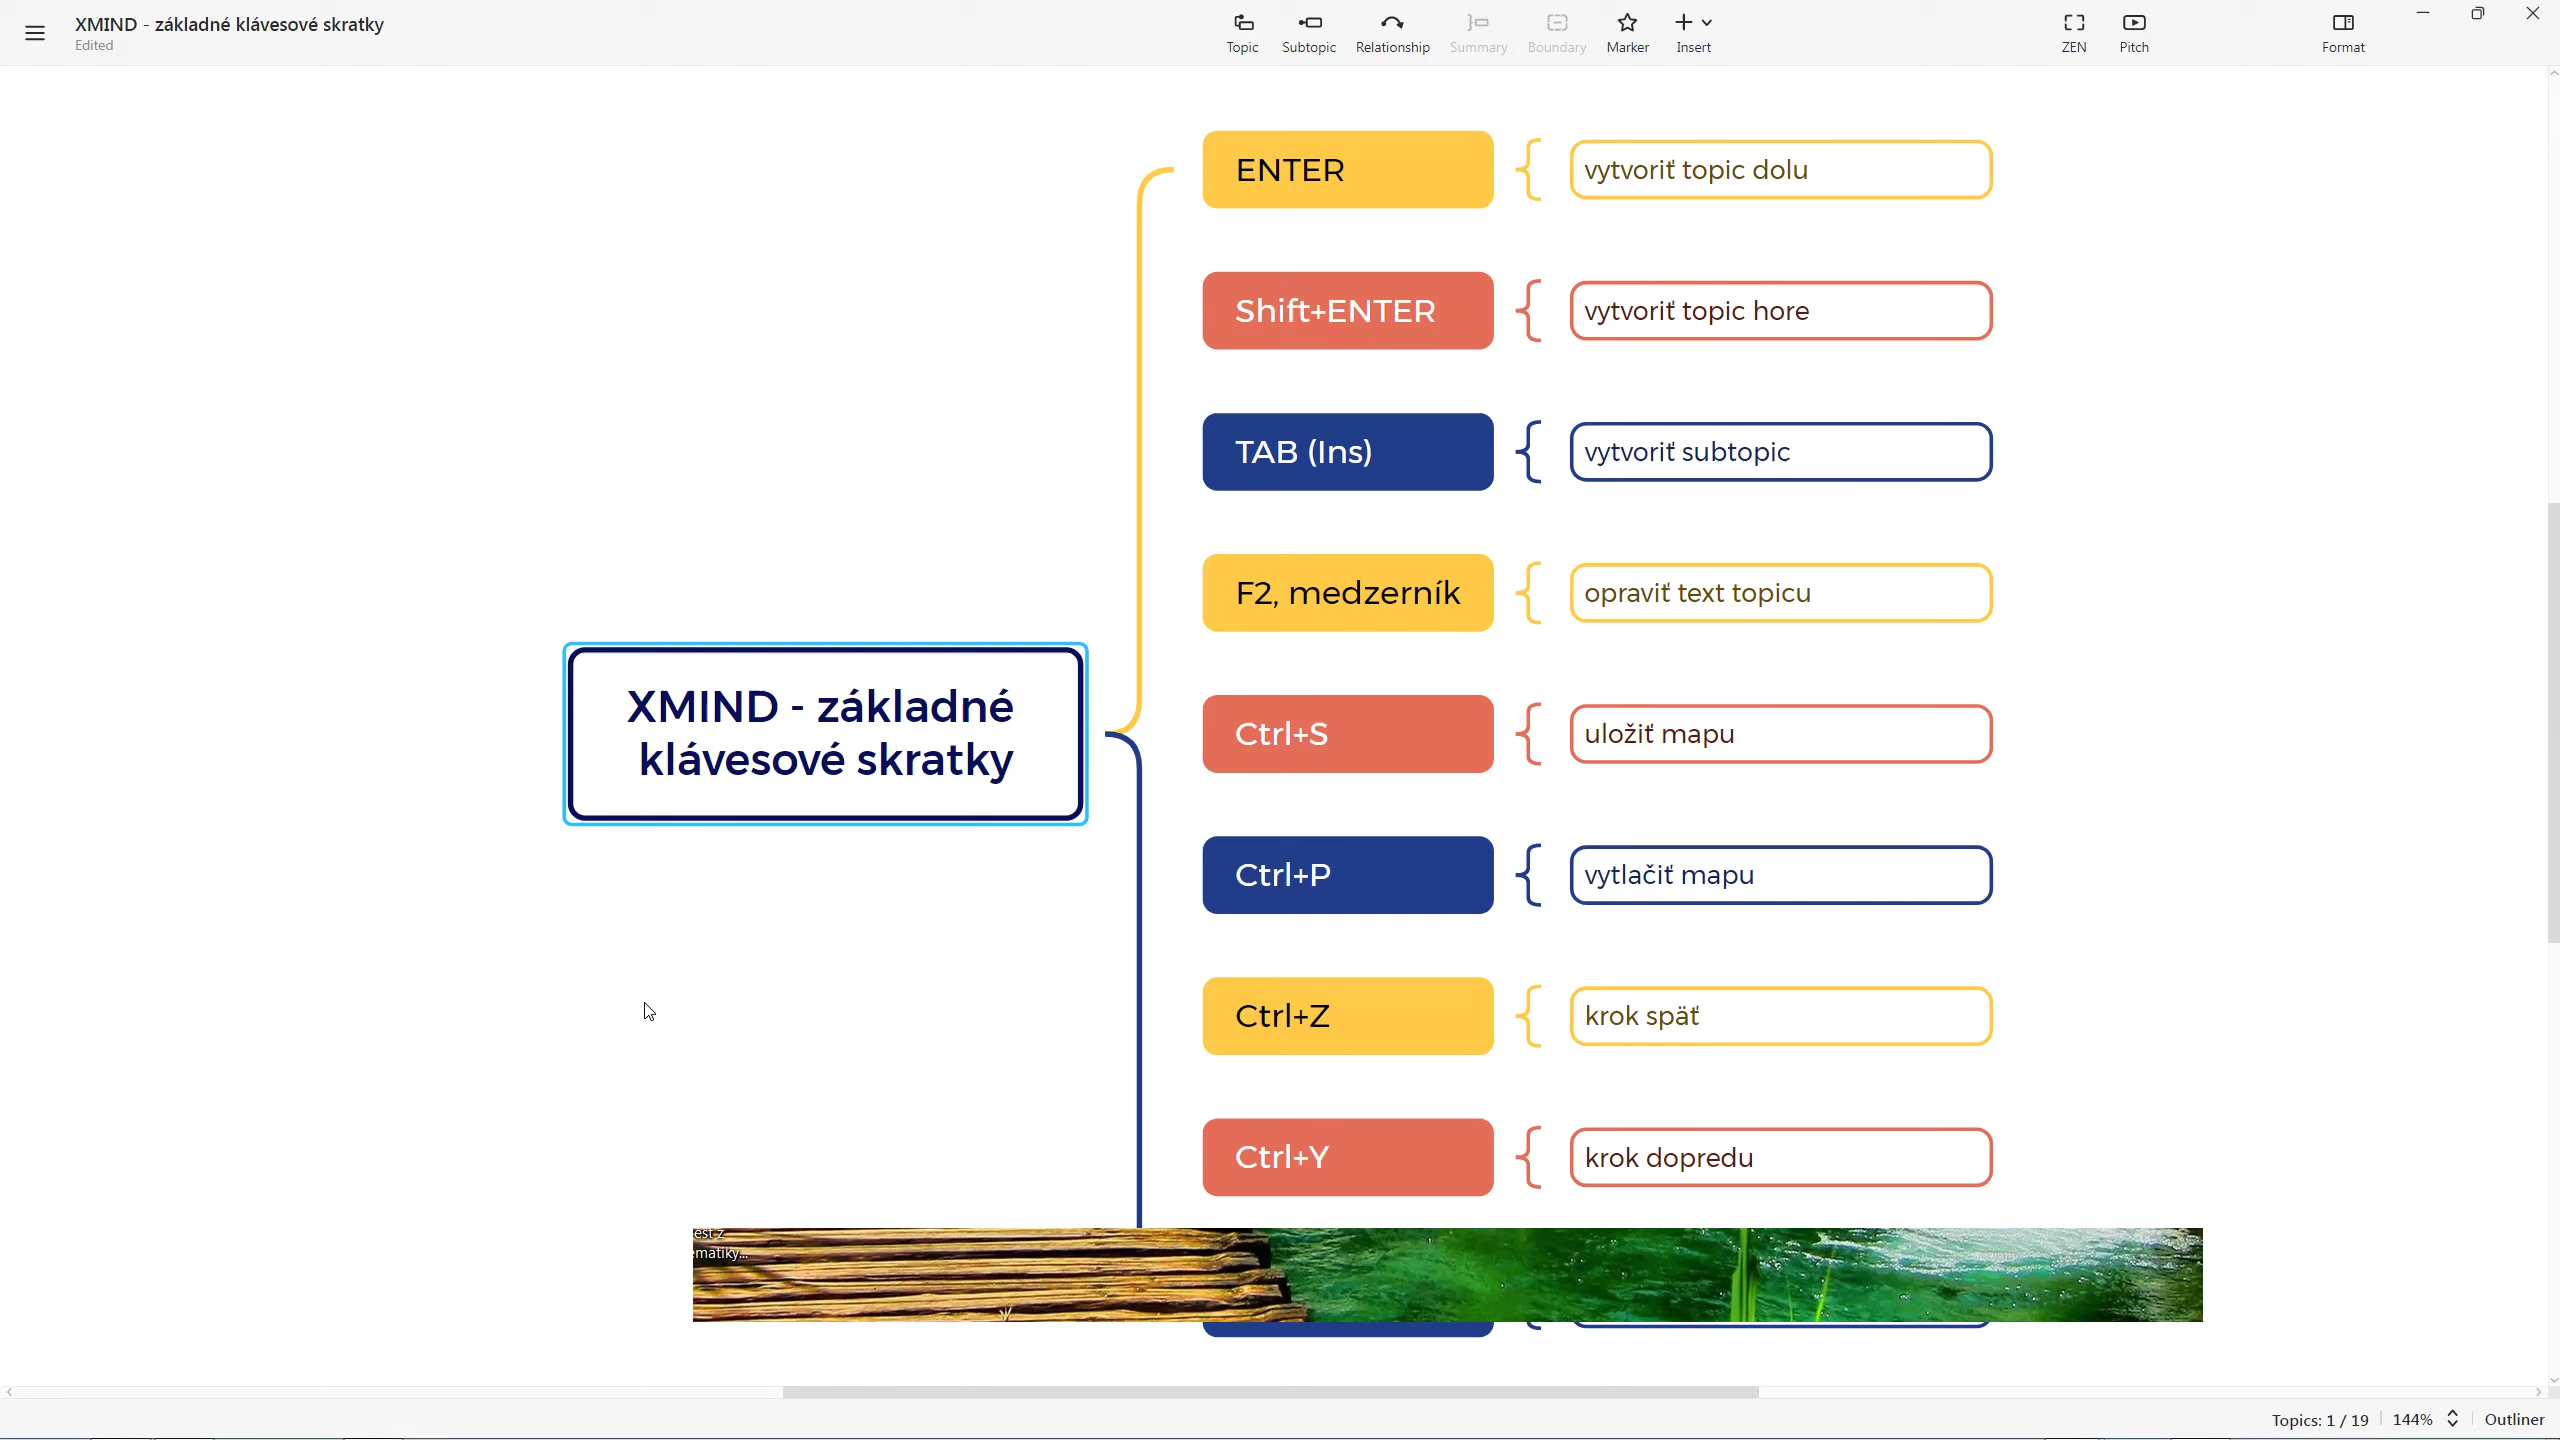 XMIND - základné klávesové skratky
Edited
Topic
Subtopic
Relationship
Summary
Boundary
Marker
Insert
ZEN
Pitch
Format
XMIND - základné
klávesové skratky
ENTER
vytvoriť topic dolu
Shift+ENTER
vytvoriť topic hore
TAB (Ins)
vytvoriť subtopic
F2, medzerník
opraviť text topicu
Ctrl+S
uložiť mapu
Ctrl+P
vytlačiť mapu
Ctrl+Z
krok späť
Ctrl+Y
krok dopredu
Topics: 1 / 19
144%
Outliner